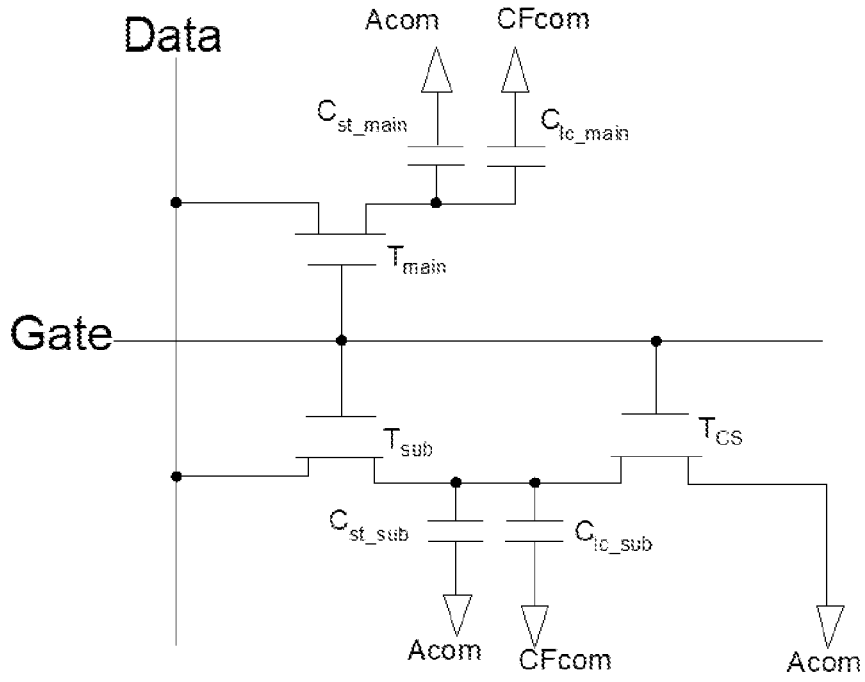 Data
Acom
CFcom
C_st_main
C_lc_main
T_main
Gate
T_sub
T_CS
C_st_sub
C_lc_sub
Acom
CFcom
Acom